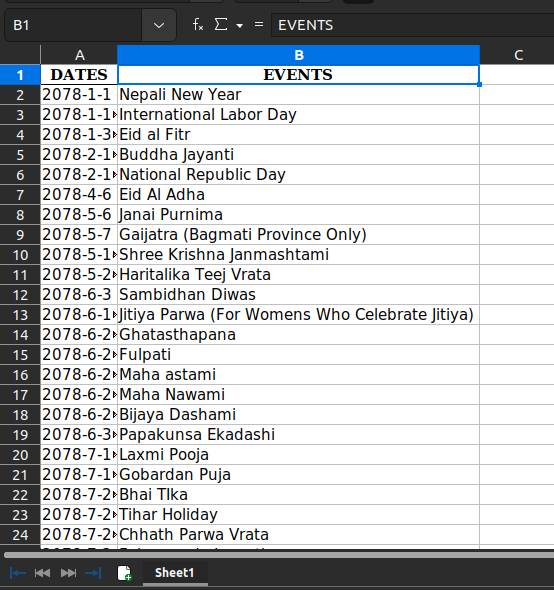 B1 fx Σ = EVENTS
A B C
1 DATES EVENTS
2 2078-1-1 Nepali New Year
3 2078-1-1 International Labor Day
4 2078-1-3 Eid al Fitr
5 2078-2-1 Buddha Jayanti
6 2078-2-1 National Republic Day
7 2078-4-6 Eid Al Adha
8 2078-5-6 Janai Purnima
9 2078-5-7 Gaijatra (Bagmati Province Only)
10 2078-5-1 Shree Krishna Janmashtami
11 2078-5-2 Haritalika Teej Vrata
12 2078-6-3 Sambidhan Diwas
13 2078-6-1 Jitiya Parwa (For Womens Who Celebrate Jitiya)
14 2078-6-2 Ghatasthapana
15 2078-6-2 Fulpati
16 2078-6-2 Maha astami
17 2078-6-2 Maha Nawami
18 2078-6-2 Bijaya Dashami
19 2078-6-3 Papakunsa Ekadashi
20 2078-7-1 Laxmi Pooja
21 2078-7-1 Gobardan Puja
22 2078-7-2 Bhai TIka
23 2078-7-2 Tihar Holiday
24 2078-7-2 Chhath Parwa Vrata
Sheet1